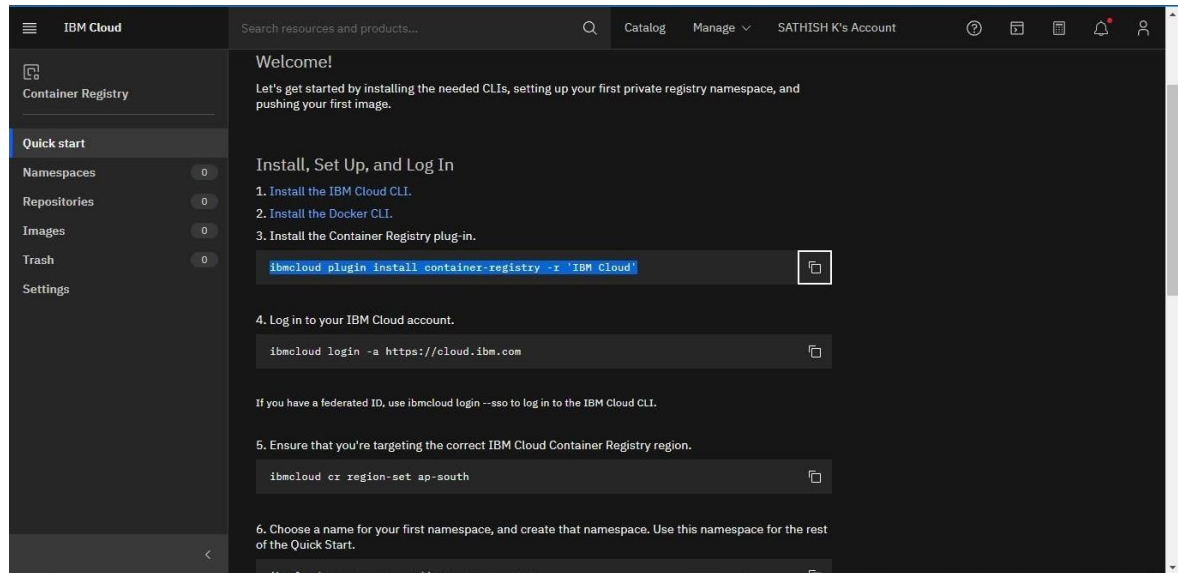 IBM Cloud
Search resources and products...
Catalog
Manage
SATHISH K's Account
Container Registry
Quick start
Namespaces 0
Repositories 0
Images 0
Trash 0
Settings
Welcome!
Let's get started by installing the needed CLIs, setting up your first private registry namespace, and
pushing your first image.
Install, Set Up, and Log In
1. Install the IBM Cloud CLI.
2. Install the Docker CLI.
3. Install the Container Registry plug-in.
ibmcloud plugin install container-registry -r 'IBM Cloud'
4. Log in to your IBM Cloud account.
ibmcloud login -a https://cloud.ibm.com
If you have a federated ID, use ibmcloud login --sso to log in to the IBM Cloud CLI.
5. Ensure that you're targeting the correct IBM Cloud Container Registry region.
ibmcloud cr region-set ap-south
6. Choose a name for your first namespace, and create that namespace. Use this namespace for the rest
of the Quick Start.